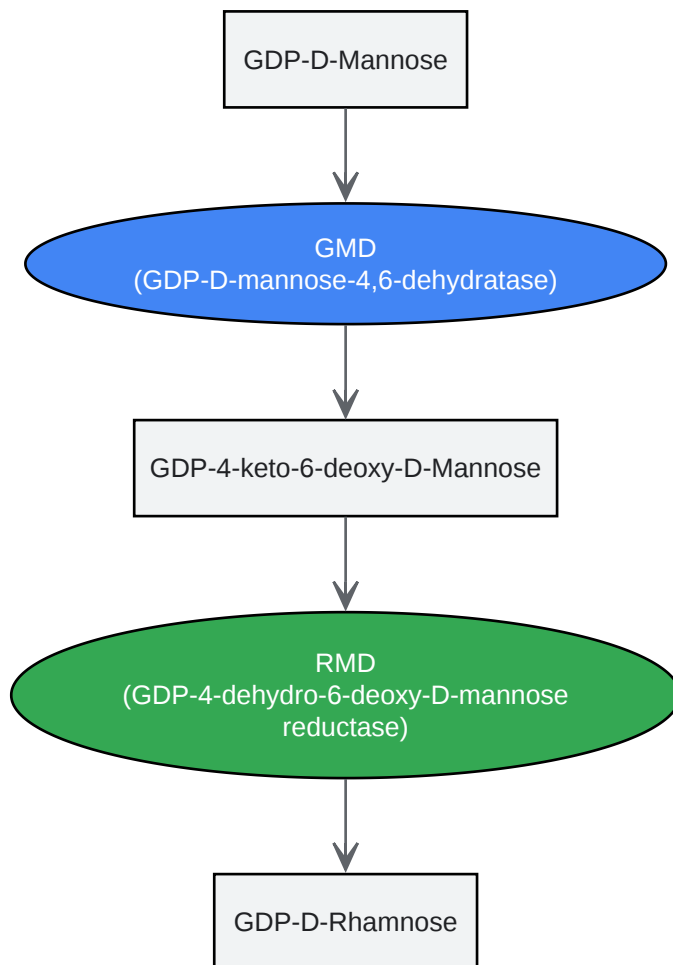 GDP-D-Mannose
GMD
(GDP-D-mannose-4,6-dehydratase)
GDP-4-keto-6-deoxy-D-Mannose
RMD
(GDP-4-dehydro-6-deoxy-D-mannose
reductase)
GDP-D-Rhamnose